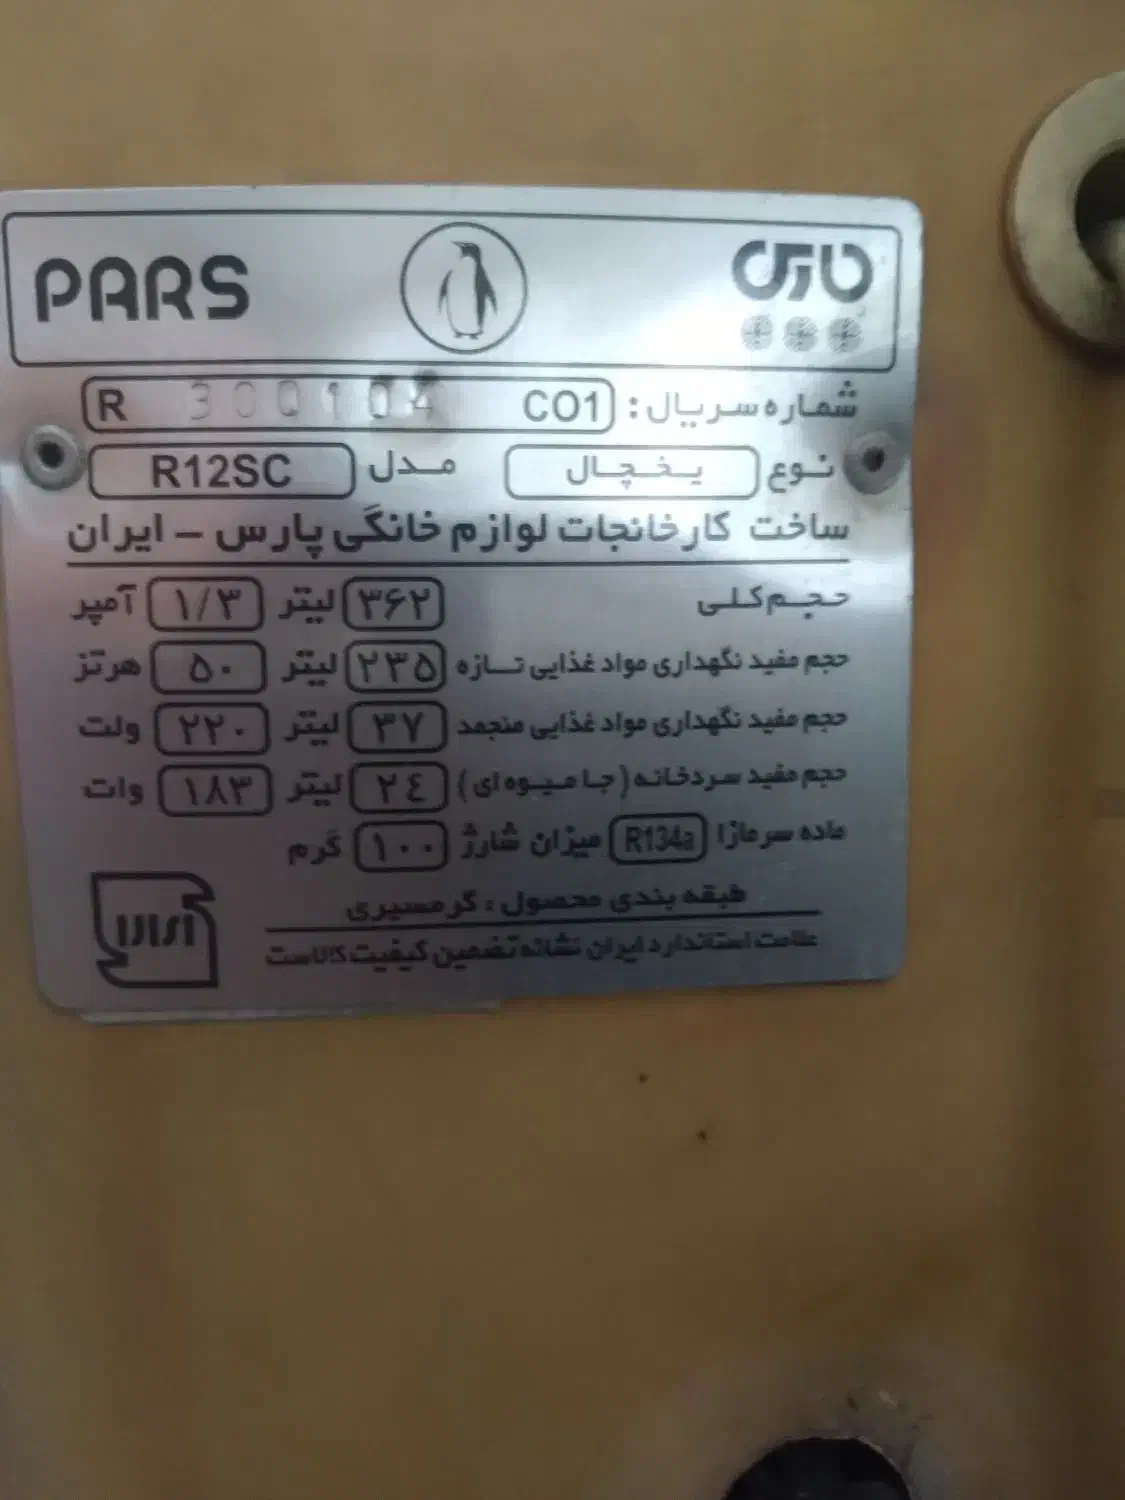 PARS پارس
شماره سریال: CO1 300104 R
نوع یخچال مدل R12SC
ساخت کارخانجات لوازم خانگی پارس – ایران
حجم کلی ۳۶۲ لیتر ۱/۳ آمپر
حجم مفید نگهداری مواد غذایی تازه ۲۳۵ لیتر ۵۰ هرتز
حجم مفید نگهداری مواد غذایی منجمد ۳۷ لیتر ۲۲۰ ولت
حجم مفید سردخانه (جا میوه ای) ۲۴ لیتر ۱۸۳ وات
ماده سرمازا R134a میزان شارژ ۱۰۰ گرم
طبقه بندی محصول : گرمسیری
علامت استاندارد ایران نشانه تضمین کیفیت کالاست